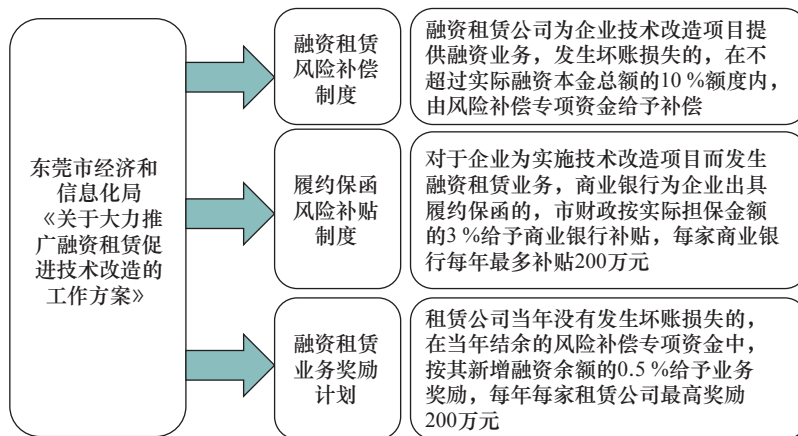 东莞市经济和
信息化局
《关于大力推
广融资租赁促
进技术改造的
工作方案》
融资租赁
风险补偿
制度
融资租赁公司为企业技术改造项目提
供融资业务，发生坏账损失的，在不
超过实际融资本金总额的10 %额度内，
由风险补偿专项资金给予补偿
履约保函
风险补贴
制度
对于企业为实施技术改造项目而发生
融资租赁业务，商业银行为企业出具
履约保函的，市财政按实际担保金额
的3 %给予商业银行补贴，每家商业银
行每年最多补贴200万元
融资租赁
业务奖励
计划
租赁公司当年没有发生坏账损失的，
在当年结余的风险补偿专项资金中，
按其新增融资余额的0.5 %给予业务
奖励，每年每家租赁公司最高奖励
200万元